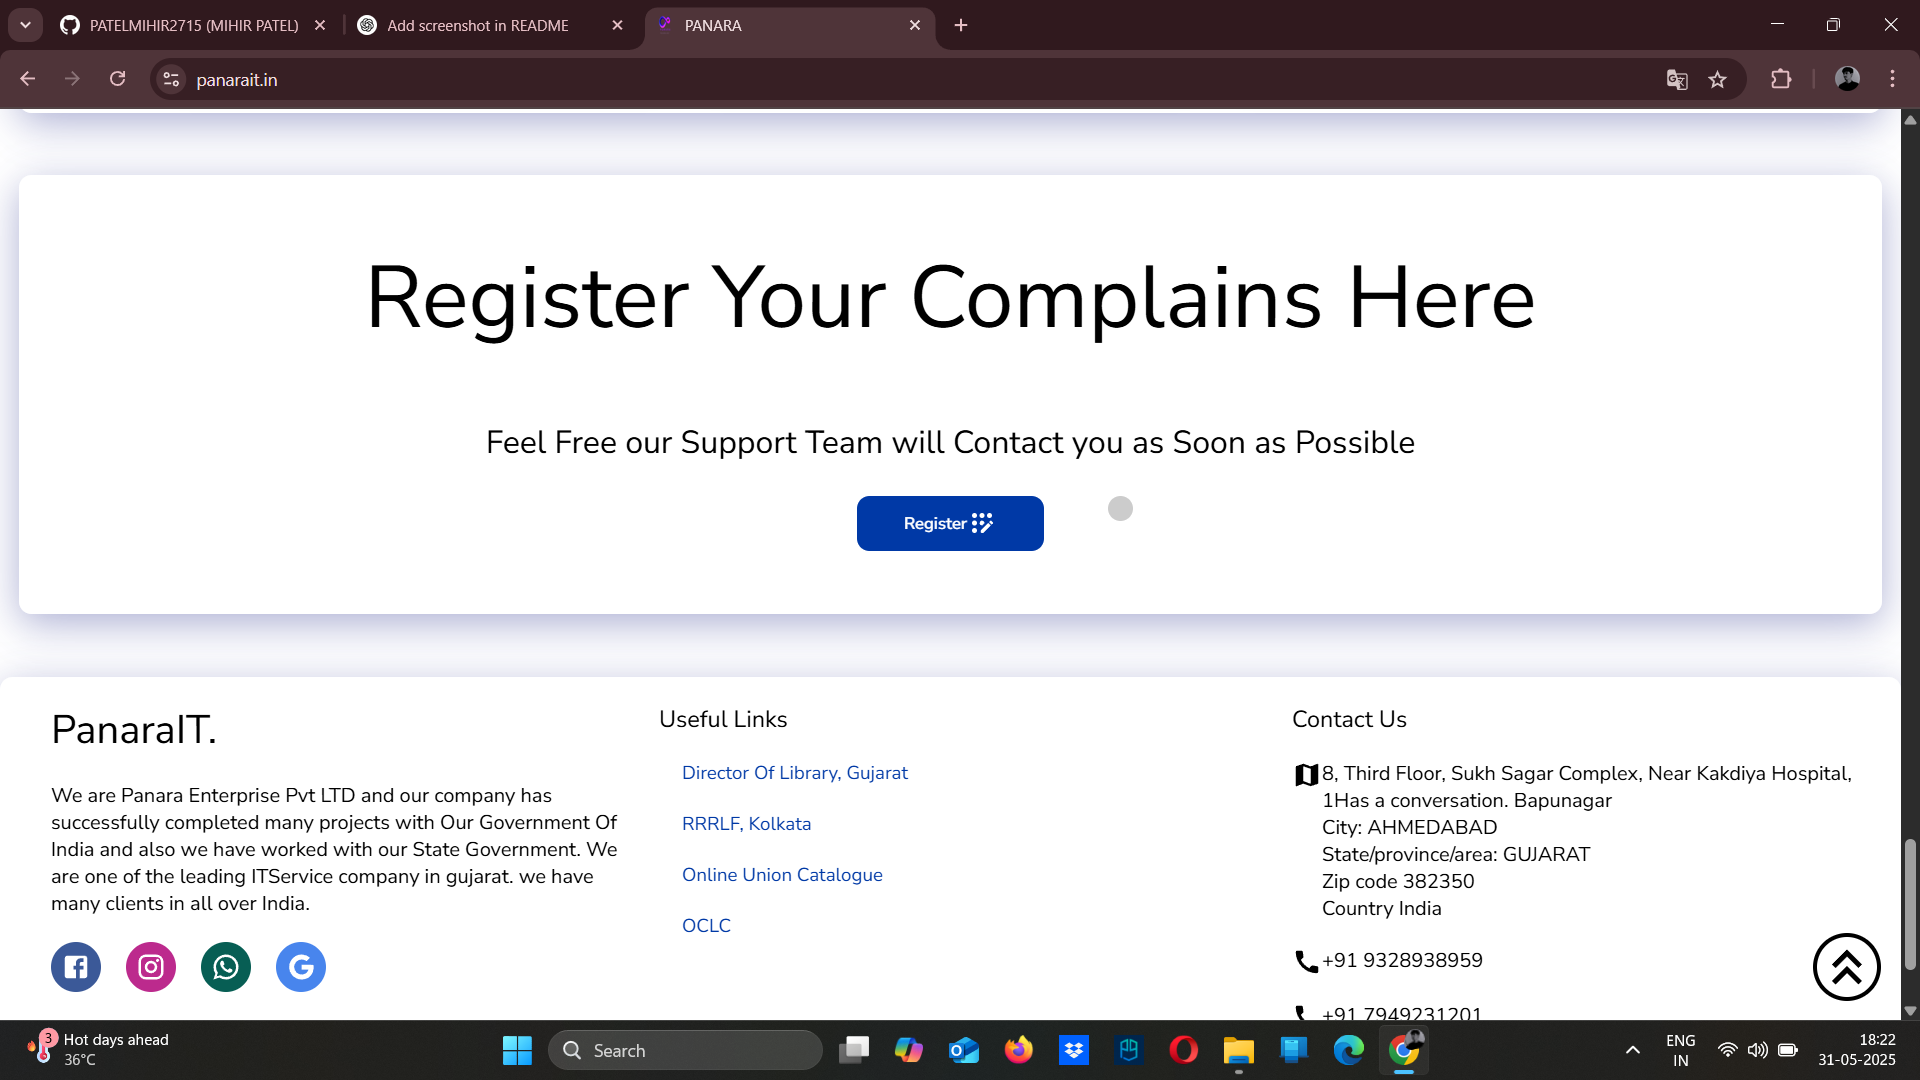 PATELMIHIR2715 (MIHIR PATEL)
Add screenshot in README
PANARA
panarait.in
Register Your Complains Here
Feel Free our Support Team will Contact you as Soon as Possible
Register
PanaraIT.
We are Panara Enterprise Pvt LTD and our company has
successfully completed many projects with Our Government Of
India and also we have worked with our State Government. We
are one of the leading ITService company in gujarat. we have
many clients in all over India.
Useful Links
Director Of Library, Gujarat
RRRLF, Kolkata
Online Union Catalogue
OCLC
Contact Us
8, Third Floor, Sukh Sagar Complex, Near Kakdiya Hospital,
1Has a conversation. Bapunagar
City: AHMEDABAD
State/province/area: GUJARAT
Zip code 382350
Country India
+91 9328938959
+91 7949231201
3
Hot days ahead
36°C
Search
ENG
IN
18:22
31-05-2025